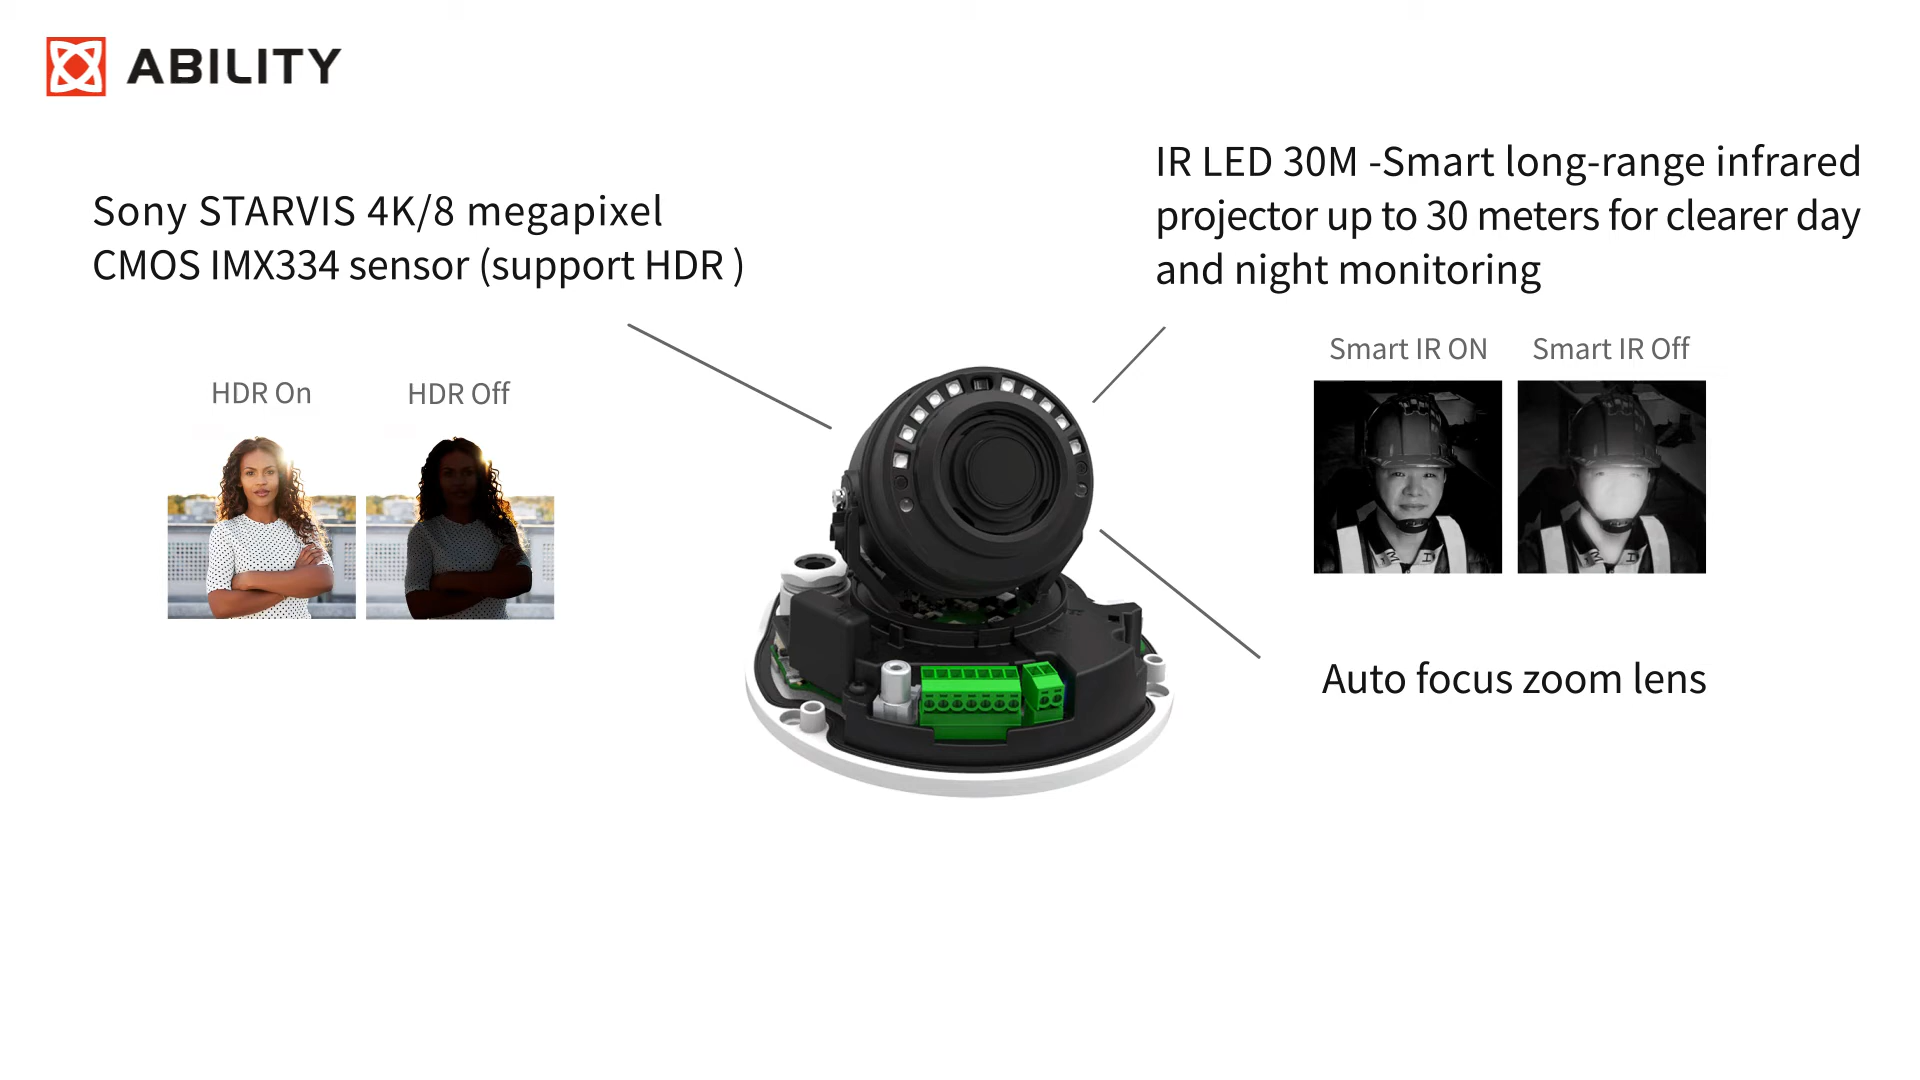 ABILITY
Sony STARVIS 4K/8 megapixel
CMOS IMX334 sensor (support HDR )
HDR On
HDR Off
IR LED 30M -Smart long-range infrared
projector up to 30 meters for clearer day
and night monitoring
Smart IR ON
Smart IR Off
Auto focus zoom lens